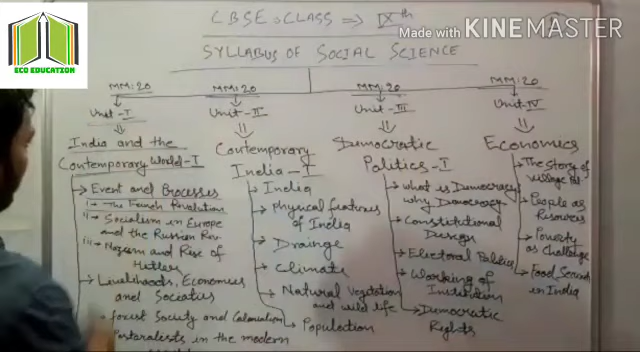 ECO EDUCATION
Made with KINEMASTER
CBSE CLASS ⇒ IXth
SYLLABUS OF SOCIAL SCIENCE
MM:20
MM:20
MM:20
MM:20
Unit-I
Unit-II
Unit-III
Unit-IV
India and the
Contemporary World-I
→ Event and Processes
i→ The French Revolution
ii→ Socialism in Europe
and the Russian Rev
iii→ Nazism and Rise of
Hitler
→ Livelihoods, Economies
and Societies
Forest Society and Colonialism
Pastoralists in the modern
Contemporary
India-I
→ India
→ Physical features
of India
→ Drainge
→ Climate
→ Natural Vegetation
and wild life
→ Population
Democratic
Politics-I
→ What is Democracy
why Democracy
→ Constitutional
Design
→ Electoral Politics
→ Working of
Institution
→ Democratic
Rights
Economics
→ The Story of
village Pal
→ People as
Resources
→ Poverty
as challenge
→ Food Security
in India